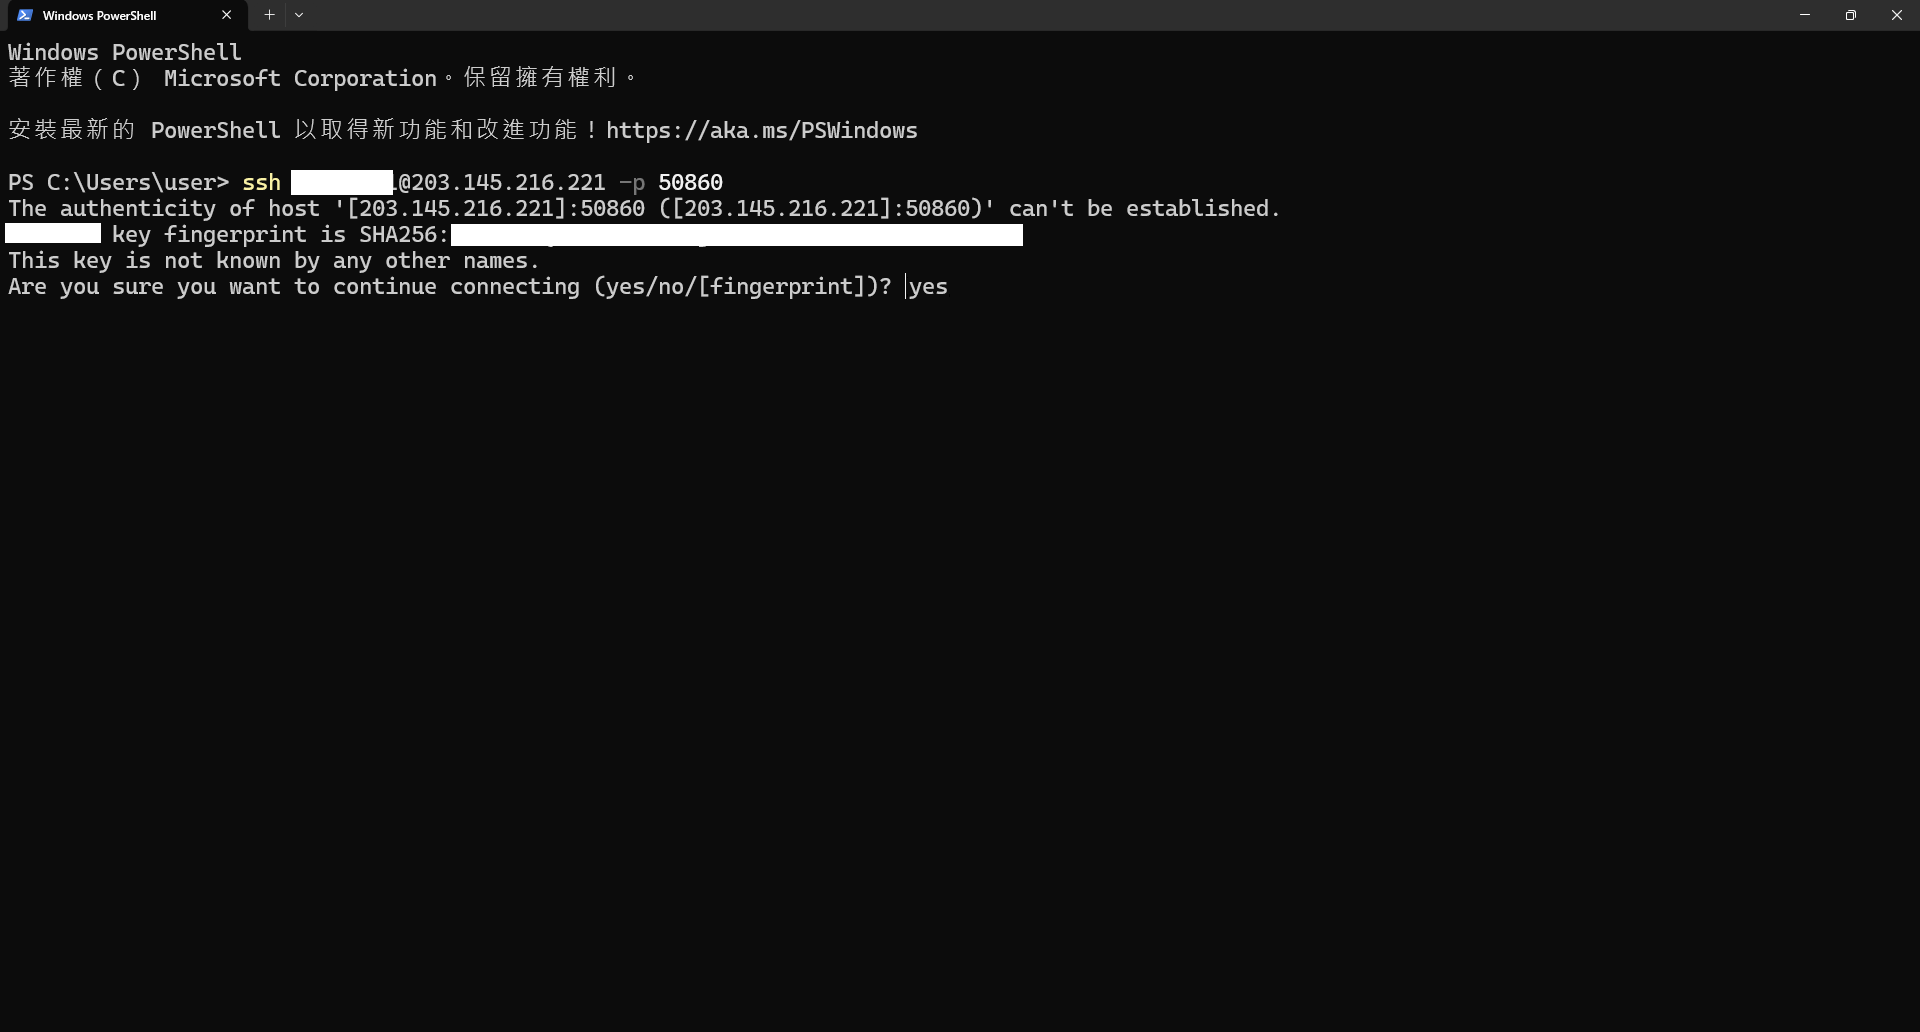 Windows PowerShell
Windows PowerShell
著作權（C） Microsoft Corporation。保留擁有權利。
安裝最新的 PowerShell 以取得新功能和改進功能！https://aka.ms/PSWindows
PS C:\Users\user> ssh @203.145.216.221 -p 50860
The authenticity of host '[203.145.216.221]:50860 ([203.145.216.221]:50860)' can't be established.
key fingerprint is SHA256:
This key is not known by any other names.
Are you sure you want to continue connecting (yes/no/[fingerprint])? yes